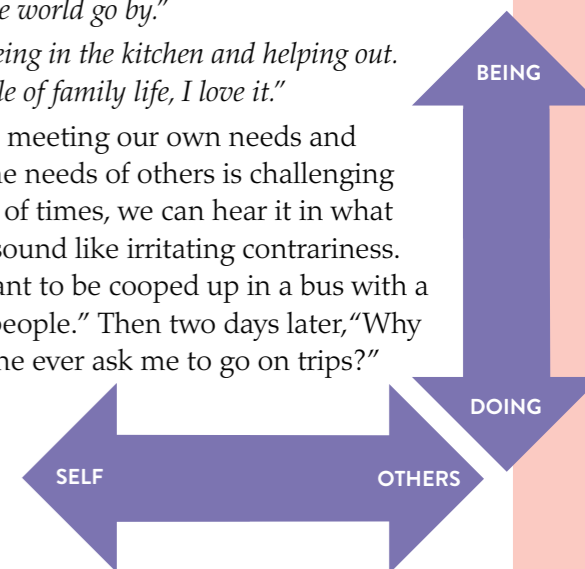 e world go by."
eing in the kitchen and helping out.
le of family life, I love it."
meeting our own needs and
ne needs of others is challenging
of times, we can hear it in what
sound like irritating contrariness.
ant to be cooped up in a bus with a
people." Then two days later, "Why
ne ever ask me to go on trips?"
BEING
DOING
SELF
OTHERS